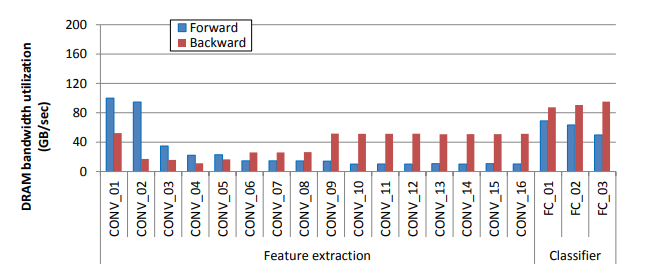 DRAM bandwidth utilization
(GB/sec)
200
160
120
80
40
0
Forward
Backward
CONV_01
CONV_02
CONV_03
CONV_04
CONV_05
CONV_06
CONV_07
CONV_08
CONV_09
CONV_10
CONV_11
CONV_12
CONV_13
CONV_14
CONV_15
CONV_16
FC_01
FC_02
FC_03
Feature extraction
Classifier